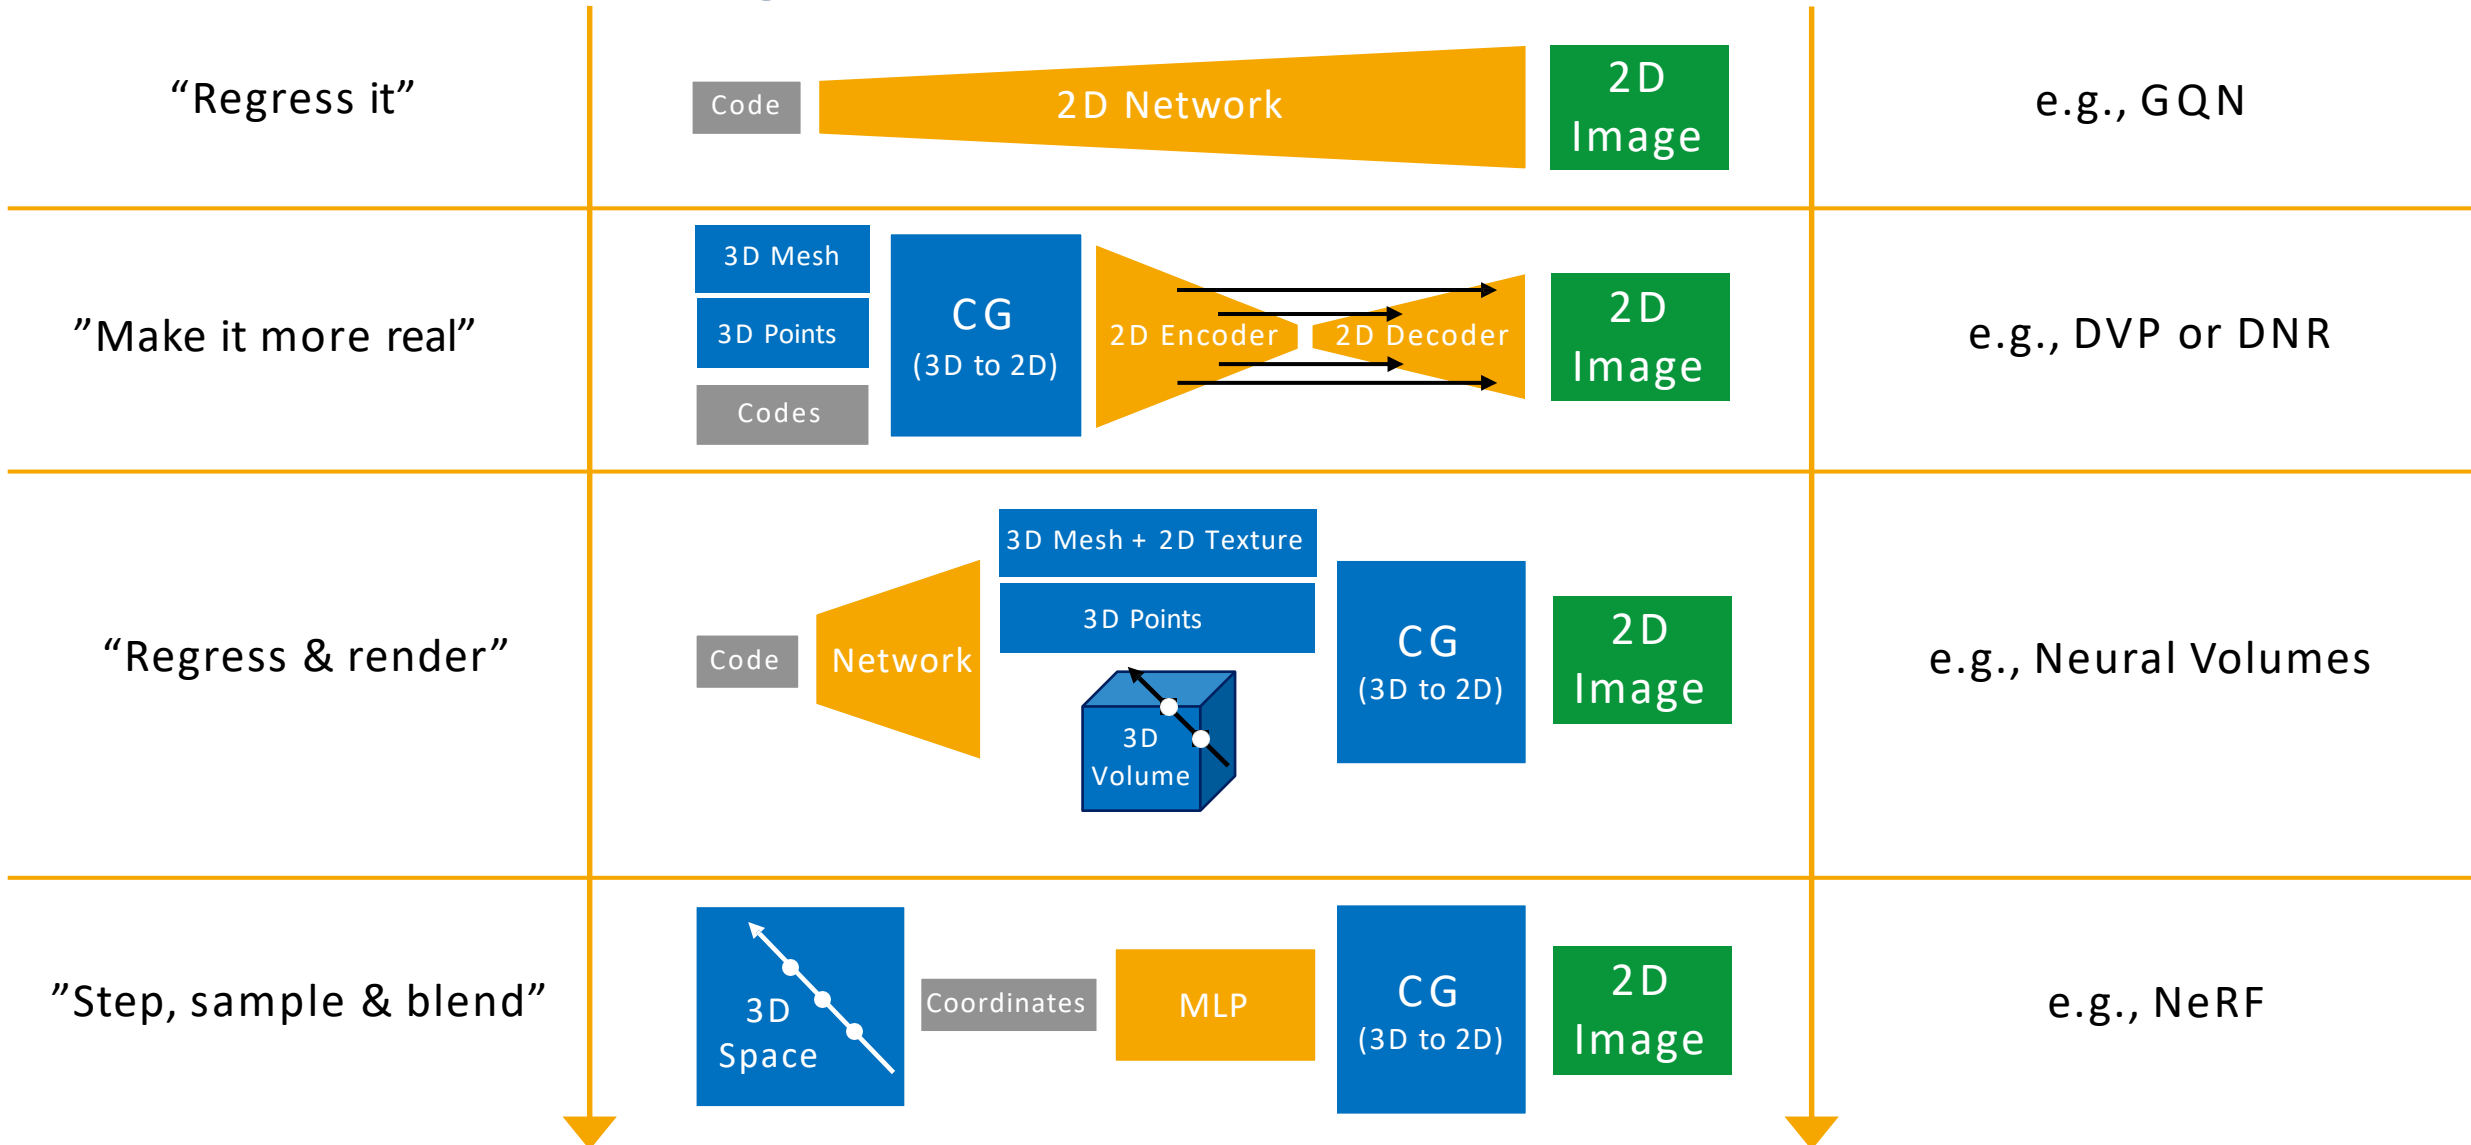 “Regress it”
Code
2D Network
2D
Image
e.g., GQN
”Make it more real”
3D Mesh
3D Points
Codes
CG
(3D to 2D)
2D Encoder
2D Decoder
2D
Image
e.g., DVP or DNR
“Regress & render”
Code
Network
3D Mesh + 2D Texture
3D Points
3D
Volume
CG
(3D to 2D)
2D
Image
e.g., Neural Volumes
”Step, sample & blend”
3D
Space
Coordinates
MLP
CG
(3D to 2D)
2D
Image
e.g., NeRF